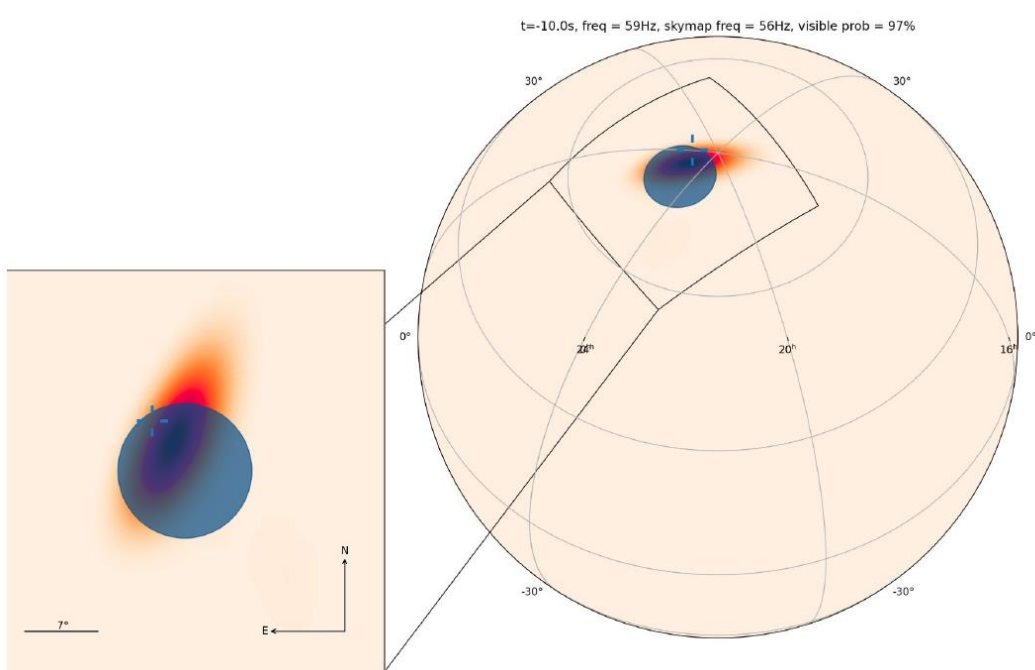 t=-10.0s, freq = 59Hz, skymap freq = 56Hz, visible prob = 97%
30°
30°
0°
0°
20ʰ
16ʰ
N
E
7°
-30°
-30°